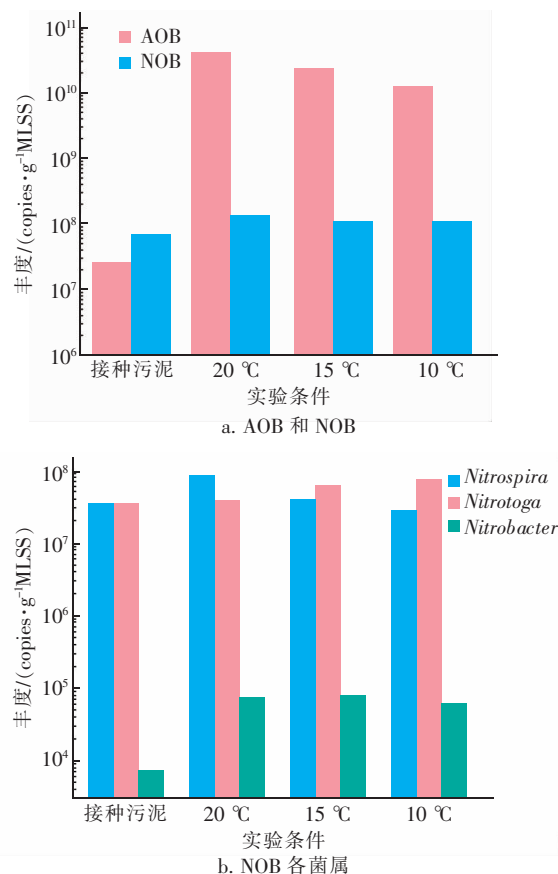 10¹¹
10¹⁰
10⁹
10⁸
10⁷
10⁶
丰度/(copies·g⁻¹MLSS)
AOB
NOB
接种污泥 20 ℃ 15 ℃ 10 ℃
实验条件
a. AOB 和 NOB
10⁸
10⁷
10⁶
10⁵
10⁴
丰度/(copies·g⁻¹MLSS)
Nitrospira
Nitrotoga
Nitrobacter
接种污泥 20 ℃ 15 ℃ 10 ℃
实验条件
b. NOB 各菌属